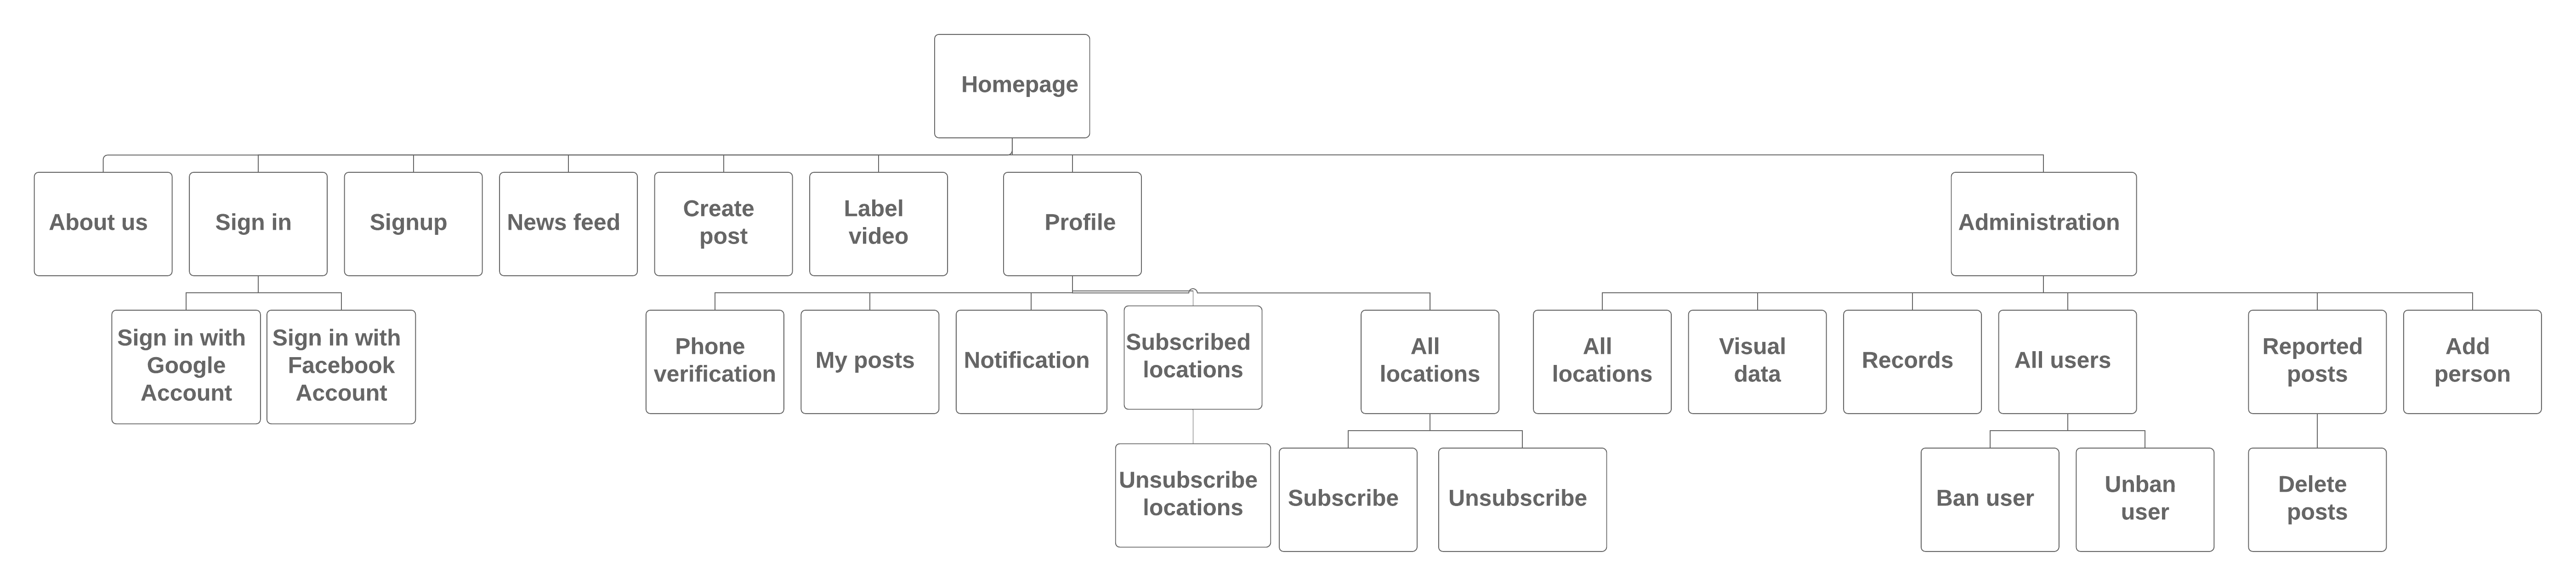 Homepage
About us
Sign in
Signup
News feed
Create
post
Label
video
Profile
Administration
Sign in with
Google
Account
Sign in with
Facebook
Account
Phone
verification
My posts
Notification
Subscribed
locations
All
locations
All
locations
Visual
data
Records
All users
Reported
posts
Add
person
Unsubscribe
locations
Subscribe
Unsubscribe
Ban user
Unban
user
Delete
posts